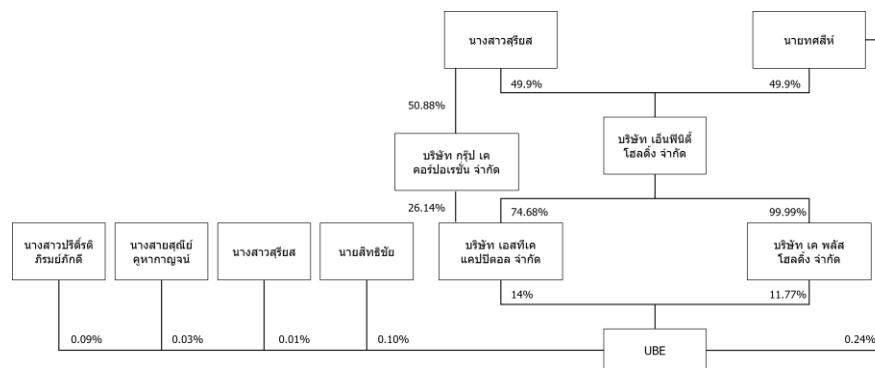 นางสาวสุริยส
นายทศสีห์
49.9%
49.9%
50.88%
บริษัท กรุ๊ป เค
คอร์ปอเรชั่น จำกัด
บริษัท เอ็นฟินิตี้
โฮลดิ้ง จำกัด
26.14%
74.68%
99.99%
นางสาวปรีดิ์รติ
ภิรมย์ภักดี
นางสายสุณีย์
คูหากาญจน์
นางสาวสุริยส
นายสิทธิชัย
บริษัท เอสทีเค
แคปปิตอล จำกัด
บริษัท เค พลัส
โฮลดิ้ง จำกัด
14%
11.77%
0.09%
0.03%
0.01%
0.10%
UBE
0.24%